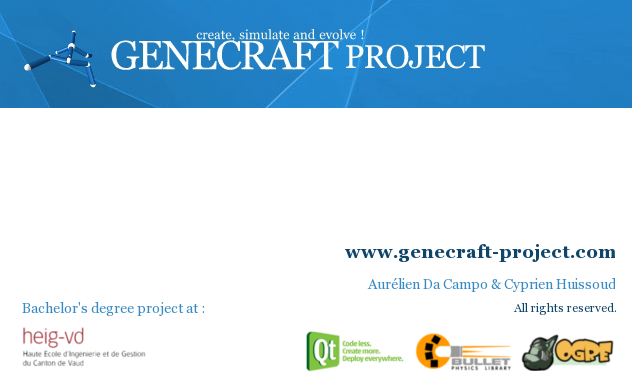 create, simulate and evolve !
GENECRAFT PROJECT
www.genecraft-project.com
Aurélien Da Campo & Cyprien Huissoud
Bachelor's degree project at :
All rights reserved.
heig-vd
Haute Ecole d'Ingenierie et de Gestion
du Canton de Vaud
Qt
Code less.
Create more.
Deploy everywhere.
BULLET
PHYSICS LIBRARY
OGRE